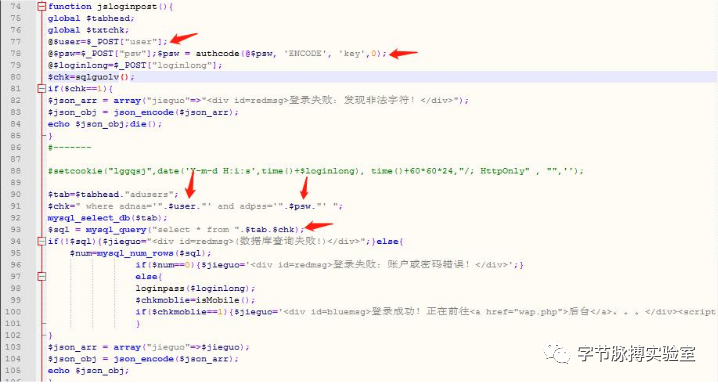 74 function jsloginpost(){
75 global $tabhead;
76 global $txtchk;
77 @$user=$_POST["user"];
78 @$psw=$_POST["psw"];$psw = authcode(@$psw, 'ENCODE', 'key',0);
79 @$loginlong=$_POST["loginlong"];
80 $chk=sqlguolv();
81 if($chk==1){
82 $json_arr = array("jieguo"=>"<div id=redmsg>登录失败：发现非法字符！</div>");
83 $json_obj = json_encode($json_arr);
84 echo $json_obj;die();
85 }
86 #-------
87
88 #setcookie("lggqsj",date('Y-m-d H:i:s',time()+$loginlong), time()+60*60*24,"/; HttpOnly" , "",'');
89
90 $tab=$tabhead."adusers";
91 $chk=" where adnaa='".$user."' and adpss='".$psw."' ";
92 mysql_select_db($tab);
93 $sql = mysql_query("select * from ".$tab.$chk);
94 if(!$sql){$jieguo="<div id=redmsg>(数据库查询失败!)</div>";}else{
95 $num=mysql_num_rows($sql);
96 if($num==0){$jieguo='<div id=redmsg>登录失败：账户或密码错误！</div>';}
97 else{
98 loginpass($loginlong);
99 $chkmoblie=isMobile();
100 if($chkmoblie==1){$jieguo='<div id=bluemsg>登录成功！正在前往<a href="wap.php">后台</a>．．．</div><script
101 }
102 }
103 $json_arr = array("jieguo"=>$jieguo);
104 $json_obj = json_encode($json_arr);
105 echo $json_obj;
字节脉搏实验室